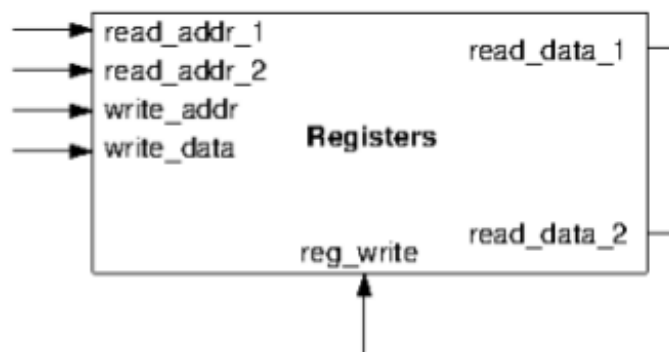 read_addr_1
read_addr_2
write_addr
write_data
Registers
read_data_1
read_data_2
reg_write